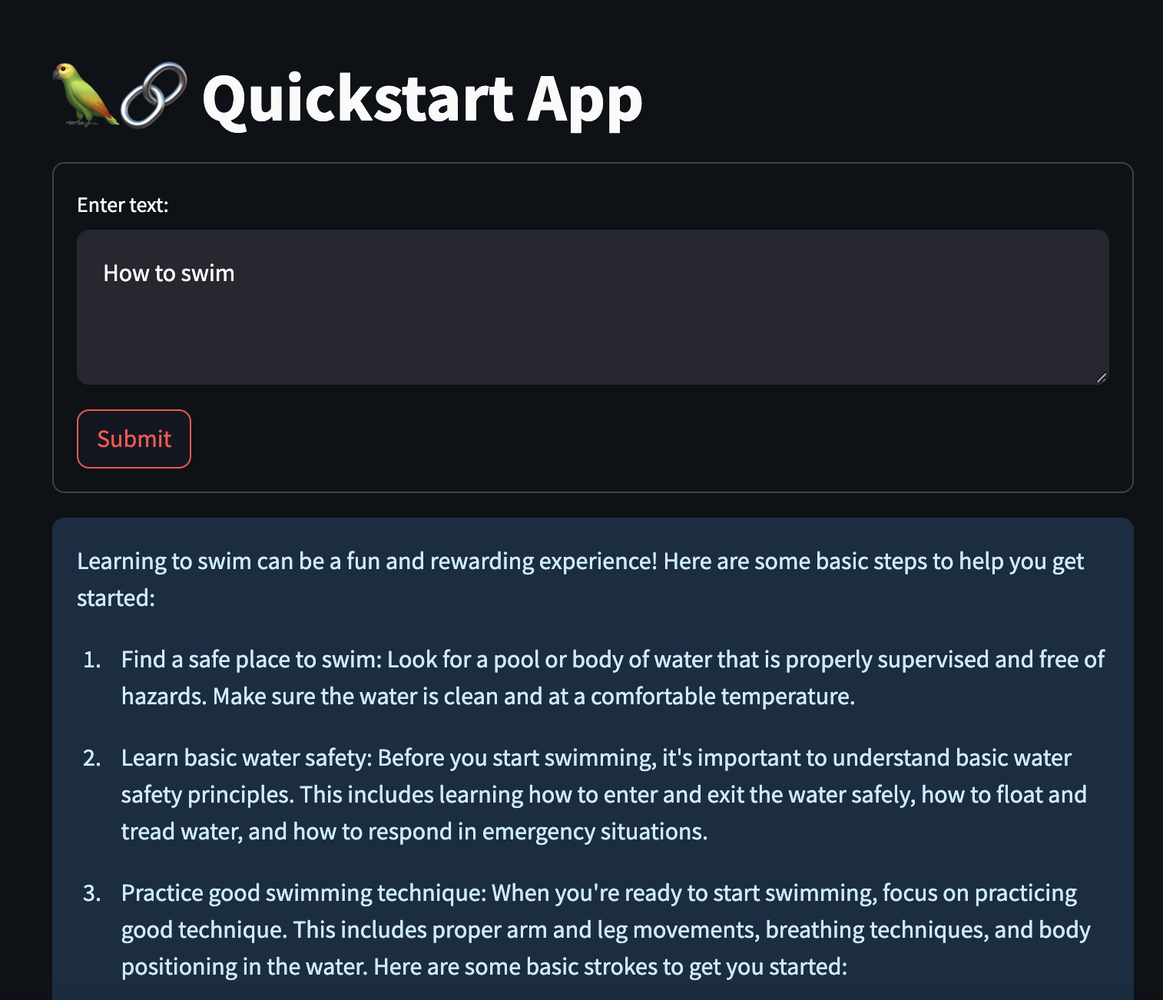 Quickstart App
Enter text:
How to swim
Submit
Learning to swim can be a fun and rewarding experience! Here are some basic steps to help you get
started:
1. Find a safe place to swim: Look for a pool or body of water that is properly supervised and free of
hazards. Make sure the water is clean and at a comfortable temperature.
2. Learn basic water safety: Before you start swimming, it's important to understand basic water
safety principles. This includes learning how to enter and exit the water safely, how to float and
tread water, and how to respond in emergency situations.
3. Practice good swimming technique: When you're ready to start swimming, focus on practicing
good technique. This includes proper arm and leg movements, breathing techniques, and body
positioning in the water. Here are some basic strokes to get you started: